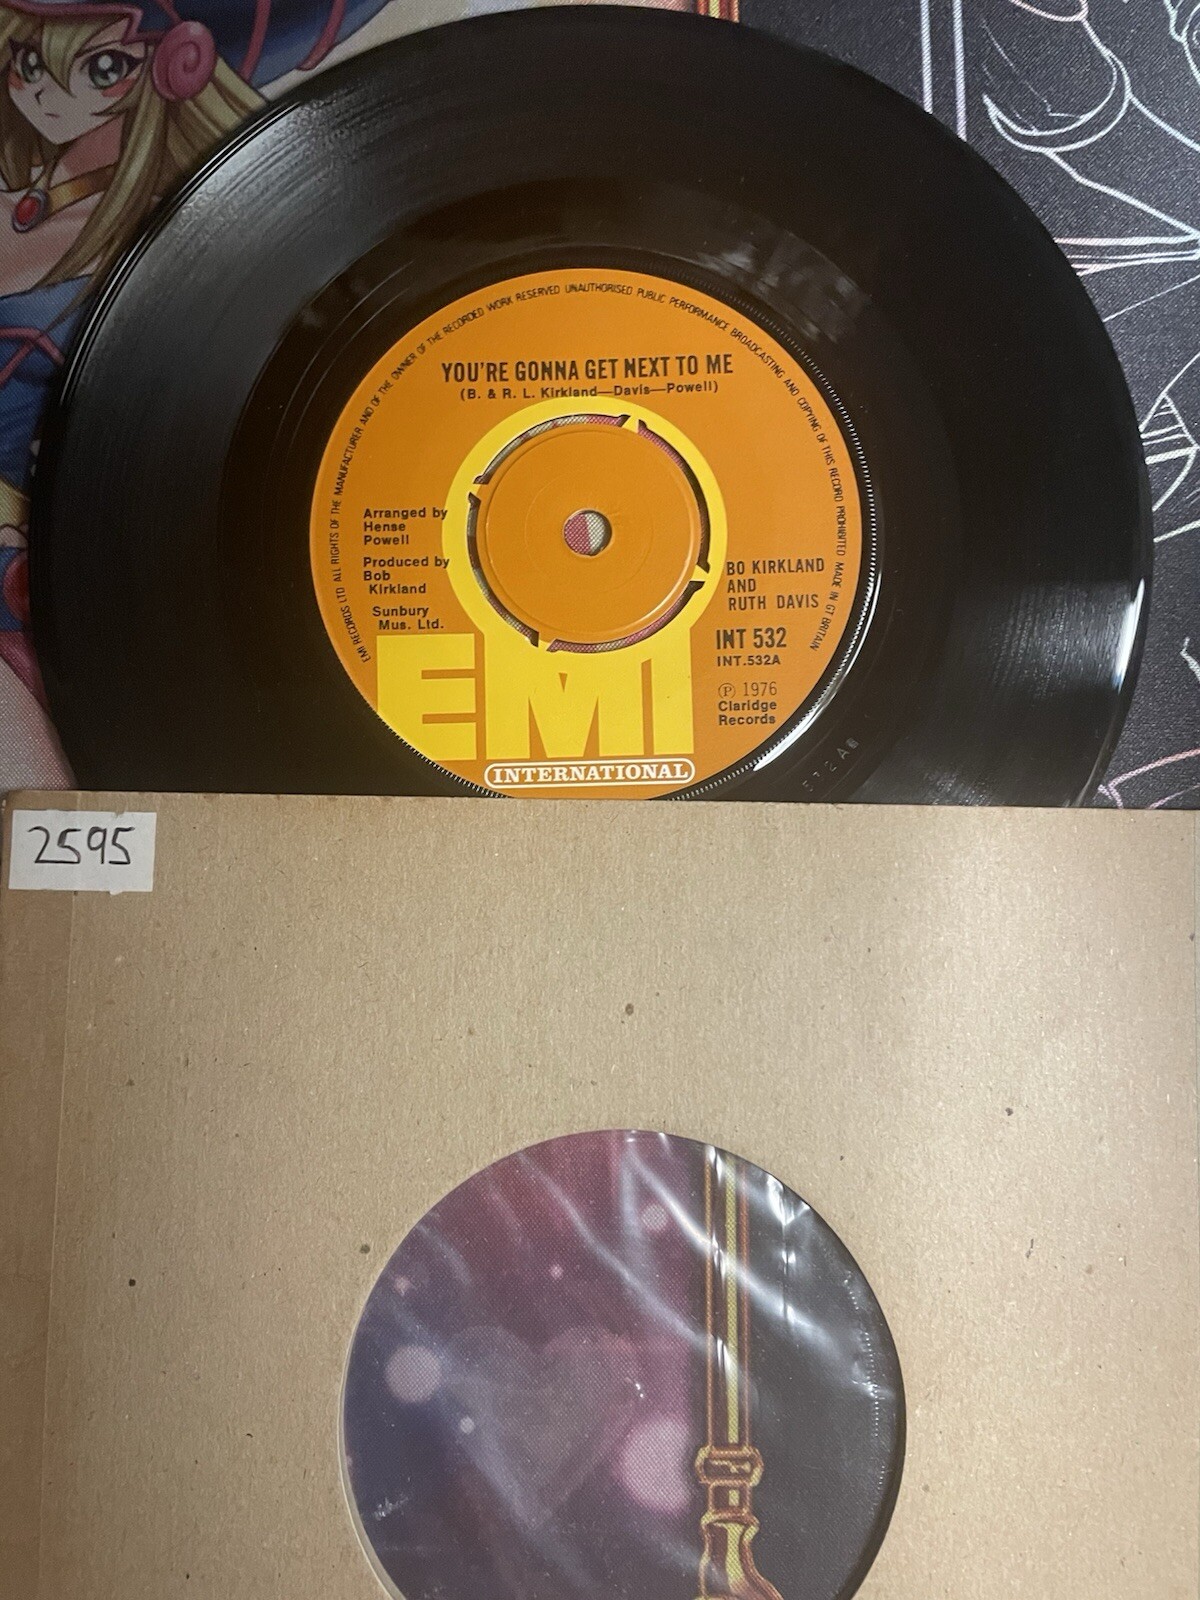 EMI RECORDS LTD ALL RIGHTS OF THE MANUFACTURER AND OF THE OWNER OF THE RECORDED WORK RESERVED UNAUTHORISED PUBLIC PERFORMANCE BROADCASTING AND COPYING OF THIS RECORD PROHIBITED MADE IN GT BRITAIN
YOU'RE GONNA GET NEXT TO ME
(B. & R. L. Kirkland—Davis—Powell)
Arranged by
Hense
Powell
Produced by
Bob
Kirkland
Sunbury
Mus. Ltd.
BO KIRKLAND
AND
RUTH DAVIS
INT 532
INT.532A
Ⓟ 1976
Claridge
Records
EMI
INTERNATIONAL
2595